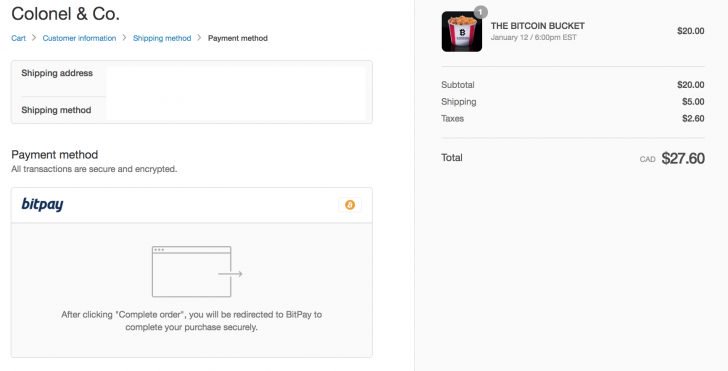 Colonel & Co.
Cart > Customer information > Shipping method > Payment method
Shipping address
Shipping method
Payment method
All transactions are secure and encrypted.
bitpay
After clicking "Complete order", you will be redirected to BitPay to
complete your purchase securely.
1
THE BITCOIN BUCKET
January 12 / 6:00pm EST
$20.00
Subtotal $20.00
Shipping $5.00
Taxes $2.60
Total CAD $27.60